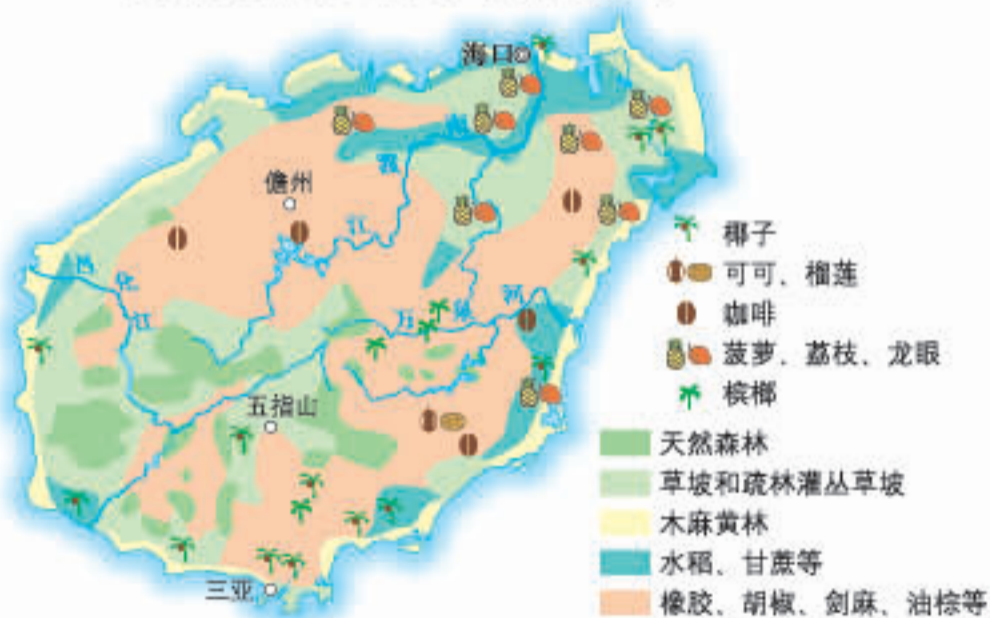 海口
儋州
南
渡
江
昌
化
江
万
泉
河
五指山
三亚
椰子
可可、榴莲
咖啡
菠萝、荔枝、龙眼
槟榔
天然森林
草坡和疏林灌丛草坡
木麻黄林
水稻、甘蔗等
橡胶、胡椒、剑麻、油棕等